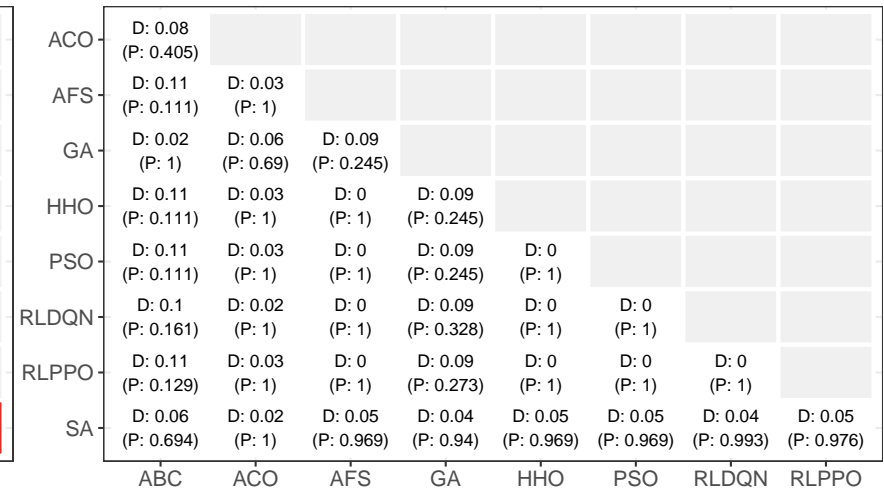 ACO D: 0.08
(P: 0.405)
AFS D: 0.11 D: 0.03
(P: 0.111) (P: 1)
GA D: 0.02 D: 0.06 D: 0.09
(P: 1) (P: 0.69) (P: 0.245)
HHO D: 0.11 D: 0.03 D: 0 D: 0.09
(P: 0.111) (P: 1) (P: 1) (P: 0.245)
PSO D: 0.11 D: 0.03 D: 0 D: 0.09 D: 0
(P: 0.111) (P: 1) (P: 1) (P: 0.245) (P: 1)
RLDQN D: 0.1 D: 0.02 D: 0 D: 0.09 D: 0 D: 0
(P: 0.161) (P: 1) (P: 1) (P: 0.328) (P: 1) (P: 1)
RLPPO D: 0.11 D: 0.03 D: 0 D: 0.09 D: 0 D: 0 D: 0
(P: 0.129) (P: 1) (P: 1) (P: 0.273) (P: 1) (P: 1) (P: 1)
SA D: 0.06 D: 0.02 D: 0.05 D: 0.04 D: 0.05 D: 0.05 D: 0.04 D: 0.05
(P: 0.694) (P: 1) (P: 0.969) (P: 0.94) (P: 0.969) (P: 0.969) (P: 0.993) (P: 0.976)
ABC ACO AFS GA HHO PSO RLDQN RLPPO